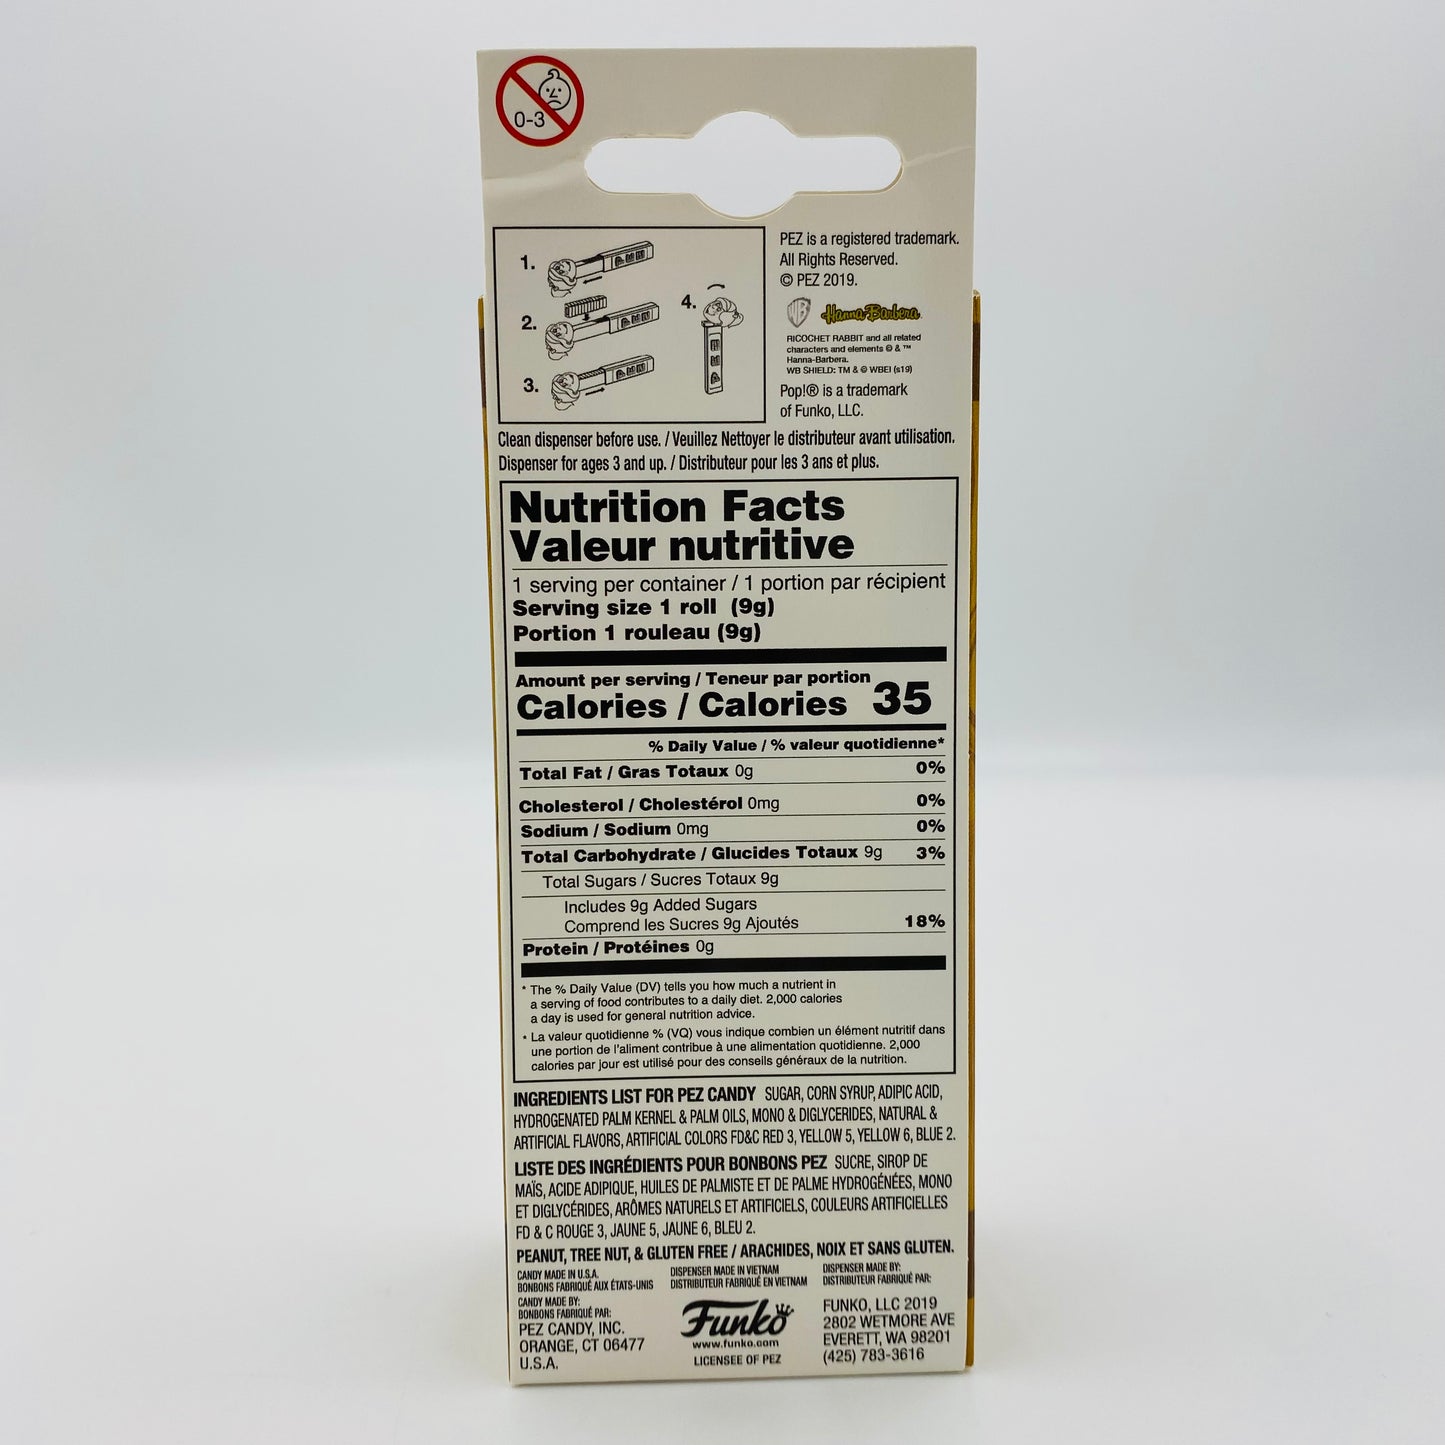 0-3
1.
2.
3.
4.
PEZ is a registered trademark.
All Rights Reserved.
© PEZ 2019.
WB Hanna-Barbera
RICOCHET RABBIT and all related
characters and elements © & ™
Hanna-Barbera.
WB SHIELD: TM & © WBEI (s19)
Pop!® is a trademark
of Funko, LLC.
Clean dispenser before use. / Veuillez Nettoyer le distributeur avant utilisation.
Dispenser for ages 3 and up. / Distributeur pour les 3 ans et plus.
Nutrition Facts
Valeur nutritive
1 serving per container / 1 portion par récipient
Serving size 1 roll (9g)
Portion 1 rouleau (9g)
Amount per serving / Teneur par portion
Calories / Calories 35
% Daily Value / % valeur quotidienne*
Total Fat / Gras Totaux 0g 0%
Cholesterol / Cholestérol 0mg 0%
Sodium / Sodium 0mg 0%
Total Carbohydrate / Glucides Totaux 9g 3%
Total Sugars / Sucres Totaux 9g
Includes 9g Added Sugars
Comprend les Sucres 9g Ajoutés 18%
Protein / Protéines 0g
* The % Daily Value (DV) tells you how much a nutrient in
a serving of food contributes to a daily diet. 2,000 calories
a day is used for general nutrition advice.
* La valeur quotidienne % (VQ) vous indique combien un élément nutritif dans
une portion de l'aliment contribue à une alimentation quotidienne. 2,000
calories par jour est utilisé pour des conseils généraux de la nutrition.
INGREDIENTS LIST FOR PEZ CANDY SUGAR, CORN SYRUP, ADIPIC ACID,
HYDROGENATED PALM KERNEL & PALM OILS, MONO & DIGLYCERIDES, NATURAL &
ARTIFICIAL FLAVORS, ARTIFICIAL COLORS FD&C RED 3, YELLOW 5, YELLOW 6, BLUE 2.
LISTE DES INGRÉDIENTS POUR BONBONS PEZ SUCRE, SIROP DE
MAÏS, ACIDE ADIPIQUE, HUILES DE PALMISTE ET DE PALME HYDROGÉNÉES, MONO
ET DIGLYCÉRIDES, ARÔMES NATURELS ET ARTIFICIELS, COULEURS ARTIFICIELLES
FD & C ROUGE 3, JAUNE 5, JAUNE 6, BLEU 2.
PEANUT, TREE NUT, & GLUTEN FREE / ARACHIDES, NOIX ET SANS GLUTEN.
CANDY MADE IN U.S.A.
BONBONS FABRIQUÉ AUX ÉTATS-UNIS
CANDY MADE BY:
BONBONS FABRIQUÉ PAR:
PEZ CANDY, INC.
ORANGE, CT 06477
U.S.A.
DISPENSER MADE IN VIETNAM
DISTRIBUTEUR FABRIQUÉ EN VIETNAM
Funko
www.funko.com
LICENSEE OF PEZ
DISPENSER MADE BY:
DISTRIBUTEUR FABRIQUÉ PAR:
FUNKO, LLC 2019
2802 WETMORE AVE
EVERETT, WA 98201
(425) 783-3616